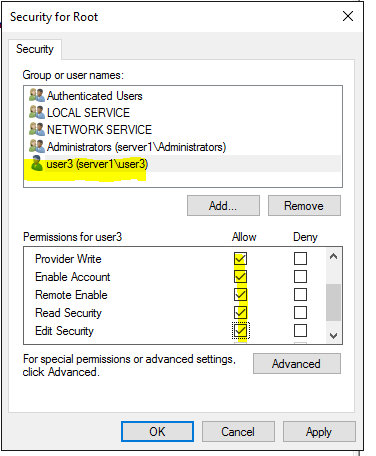 Security for Root
Security
Group or user names:
Authenticated Users
LOCAL SERVICE
NETWORK SERVICE
Administrators (server1\Administrators)
user3 (server1\user3)
Add... Remove
Permissions for user3 Allow Deny
Provider Write
Enable Account
Remote Enable
Read Security
Edit Security
For special permissions or advanced settings,
click Advanced.
Advanced
OK Cancel Apply